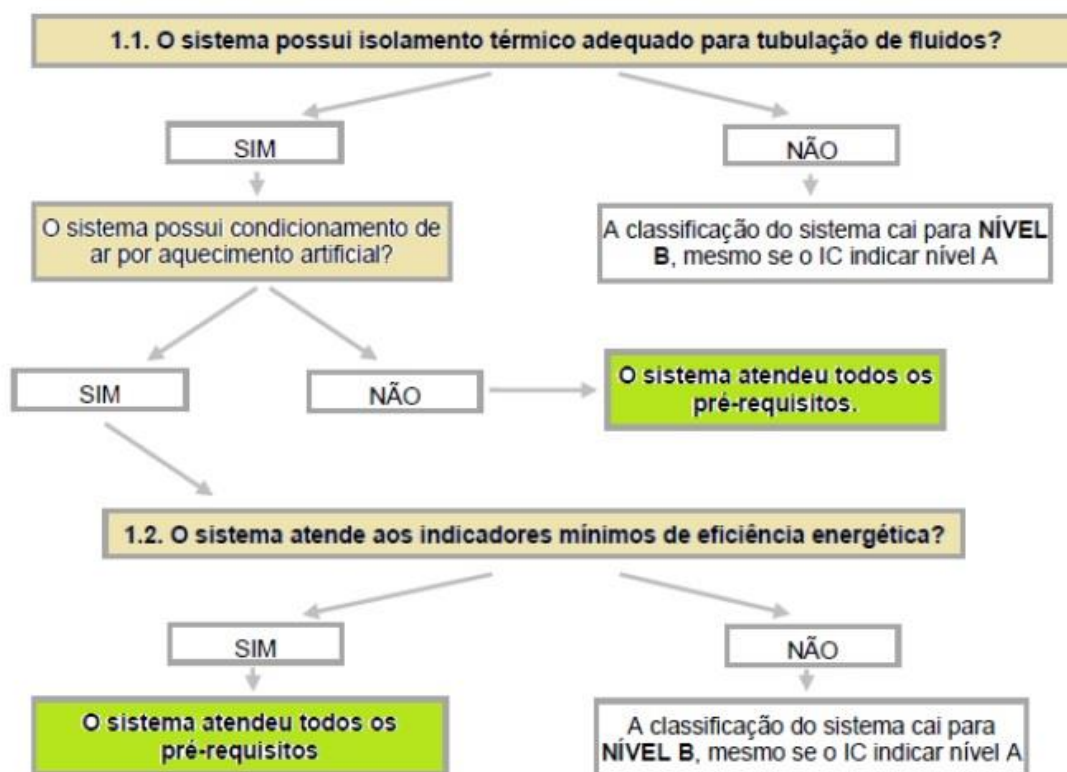 1.1. O sistema possui isolamento térmico adequado para tubulação de fluidos?
SIM
NÃO
O sistema possui condicionamento de
ar por aquecimento artificial?
A classificação do sistema cai para NÍVEL
B, mesmo se o IC indicar nível A
SIM
NÃO
O sistema atendeu todos os
pré-requisitos.
1.2. O sistema atende aos indicadores mínimos de eficiência energética?
SIM
NÃO
O sistema atendeu todos os
pré-requisitos
A classificação do sistema cai para
NÍVEL B, mesmo se o IC indicar nível A